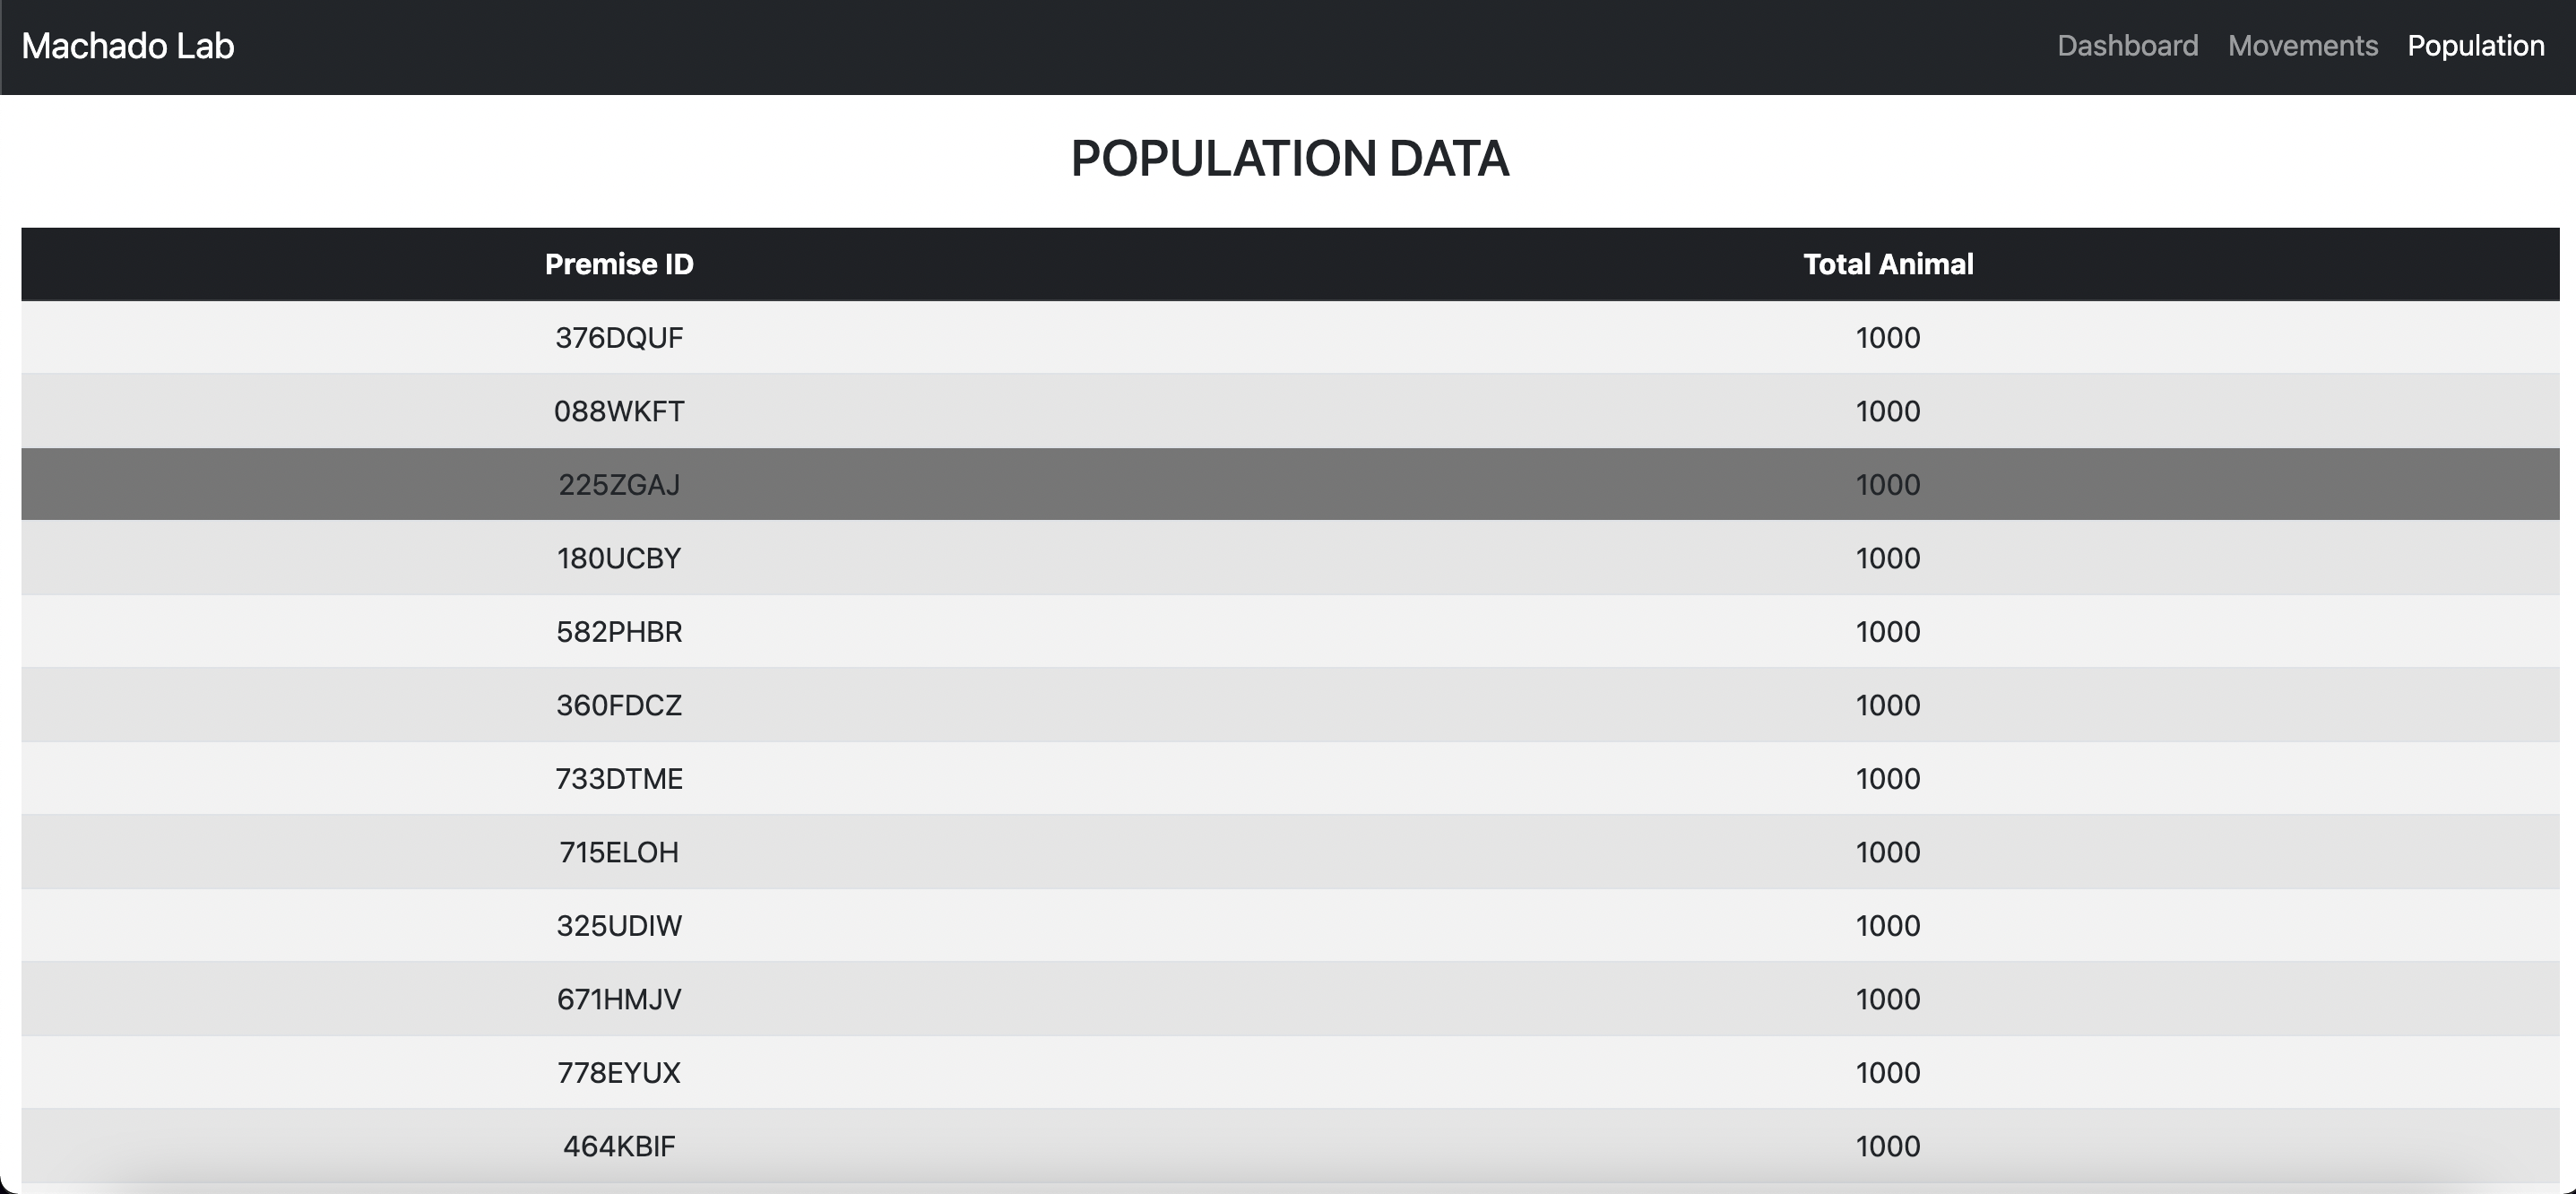 Machado Lab Dashboard Movements Population
POPULATION DATA
Premise ID Total Animal
376DQUF 1000
088WKFT 1000
225ZGAJ 1000
180UCBY 1000
582PHBR 1000
360FDCZ 1000
733DTME 1000
715ELOH 1000
325UDIW 1000
671HMJV 1000
778EYUX 1000
464KBIF 1000